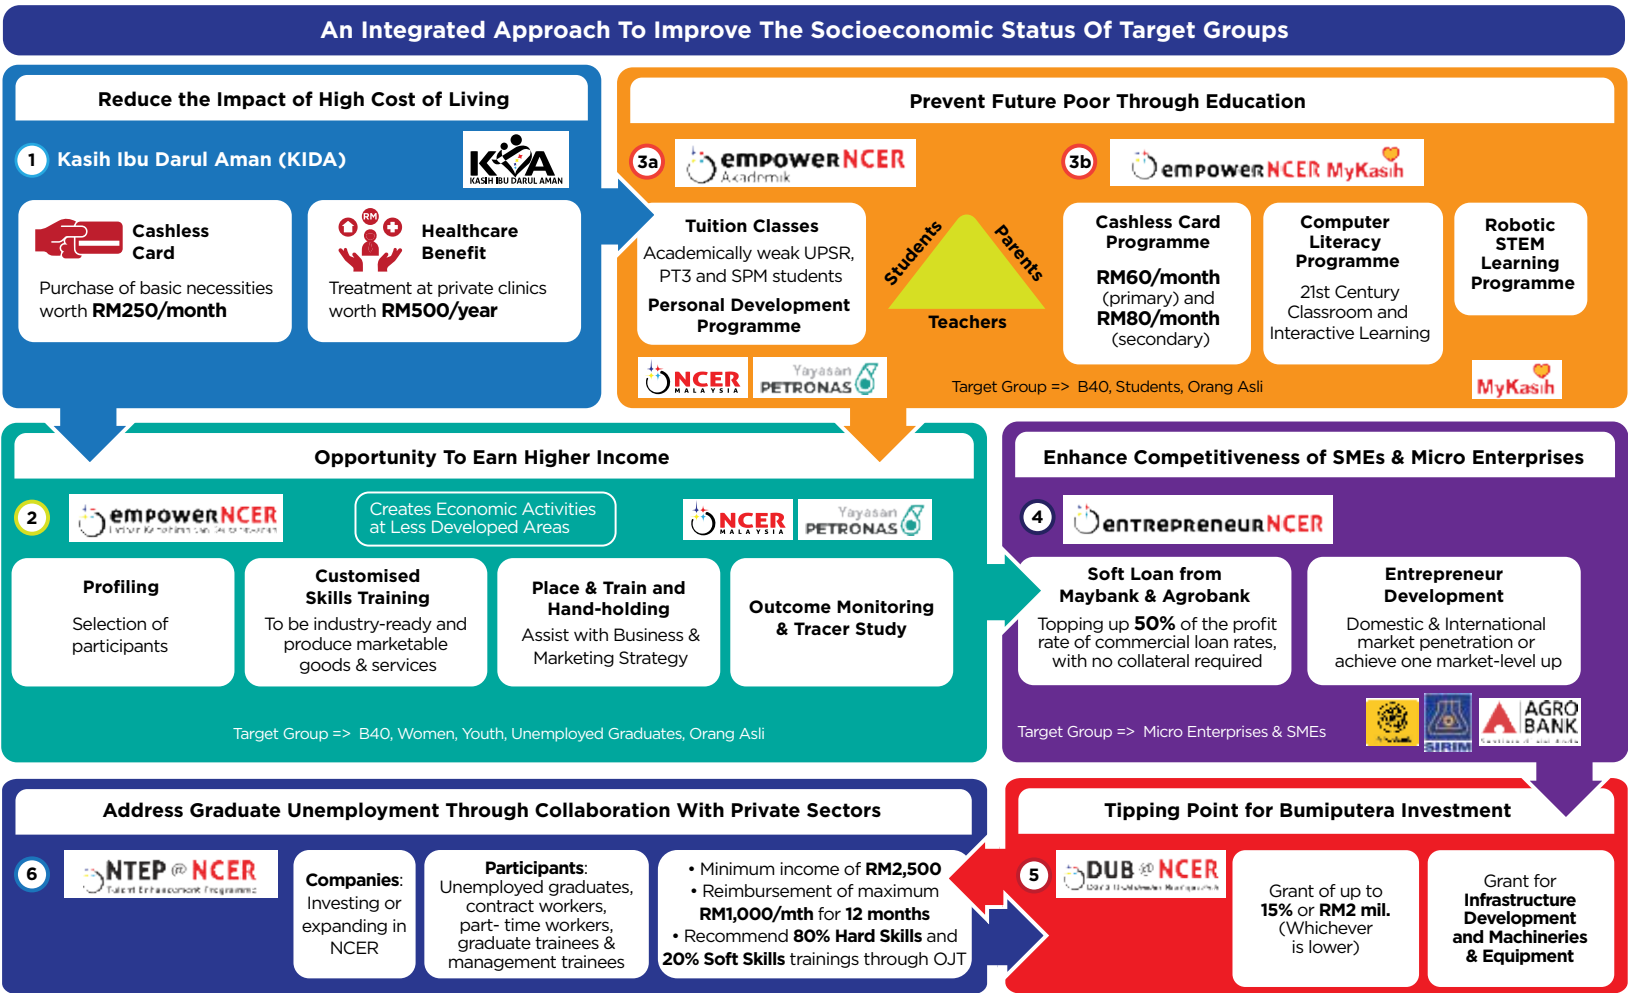 An Integrated Approach To Improve The Socioeconomic Status Of Target Groups
Reduce the Impact of High Cost of Living
1
Kasih Ibu Darul Aman (KIDA)
KASIH IBU DARUL AMAN
Cashless
Card
Purchase of basic necessities
worth RM250/month
RM
Healthcare
Benefit
Treatment at private clinics
worth RM500/year
Prevent Future Poor Through Education
3a
empowerNCER
Akademik
Tuition Classes
Academically weak UPSR,
PT3 and SPM students
Personal Development
Programme
NCER
MALAYSIA
Yayasan
PETRONAS
Students
Parents
Teachers
3b
empowerNCER MyKasih
Cashless Card
Programme
RM60/month
(primary) and
RM80/month
(secondary)
Computer
Literacy
Programme
21st Century
Classroom and
Interactive Learning
Robotic
STEM
Learning
Programme
Target Group => B40, Students, Orang Asli
MyKasih
Opportunity To Earn Higher Income
2
empowerNCER
Creates Economic Activities
at Less Developed Areas
NCER
MALAYSIA
Yayasan
PETRONAS
Profiling
Selection of
participants
Customised
Skills Training
To be industry-ready and
produce marketable
goods & services
Place & Train and
Hand-holding
Assist with Business &
Marketing Strategy
Outcome Monitoring
& Tracer Study
Target Group => B40, Women, Youth, Unemployed Graduates, Orang Asli
Enhance Competitiveness of SMEs & Micro Enterprises
4
entrepreneurNCER
Soft Loan from
Maybank & Agrobank
Topping up 50% of the profit
rate of commercial loan rates,
with no collateral required
Entrepreneur
Development
Domestic & International
market penetration or
achieve one market-level up
Target Group => Micro Enterprises & SMEs
SIRIM
AGRO
BANK
Address Graduate Unemployment Through Collaboration With Private Sectors
6
NTEP@NCER
Talent Enhancement Programme
Companies:
Investing or
expanding in
NCER
Participants:
Unemployed graduates,
contract workers,
part- time workers,
graduate trainees &
management trainees
• Minimum income of RM2,500
• Reimbursement of maximum
RM1,000/mth for 12 months
• Recommend 80% Hard Skills and
20% Soft Skills trainings through OJT
Tipping Point for Bumiputera Investment
5
DUB@NCER
Grant of up to
15% or RM2 mil.
(Whichever
is lower)
Grant for
Infrastructure
Development
and Machineries
& Equipment